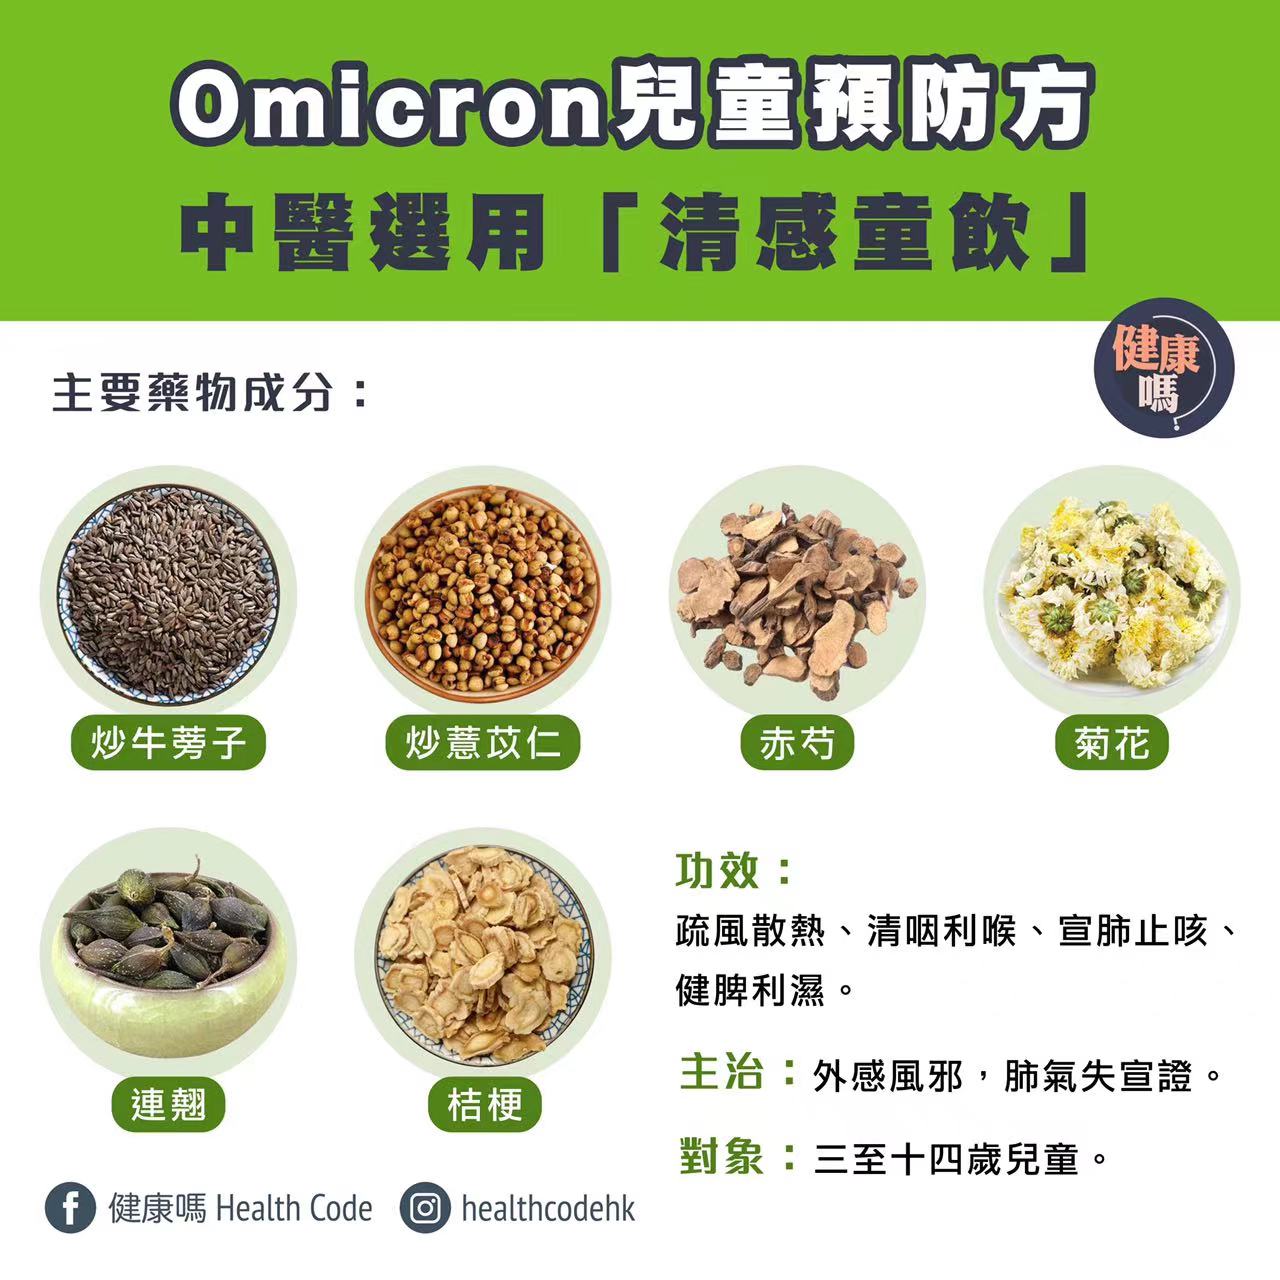 Omicron兒童預防方
中醫選用「清感童飲」
健康嗎?
主要藥物成分：
炒牛蒡子
炒薏苡仁
赤芍
菊花
連翹
桔梗
功效：
疏風散熱、清咽利喉、宣肺止咳、
健脾利濕。
主治：外感風邪，肺氣失宣證。
對象：三至十四歲兒童。
健康嗎 Health Code
healthcodehk